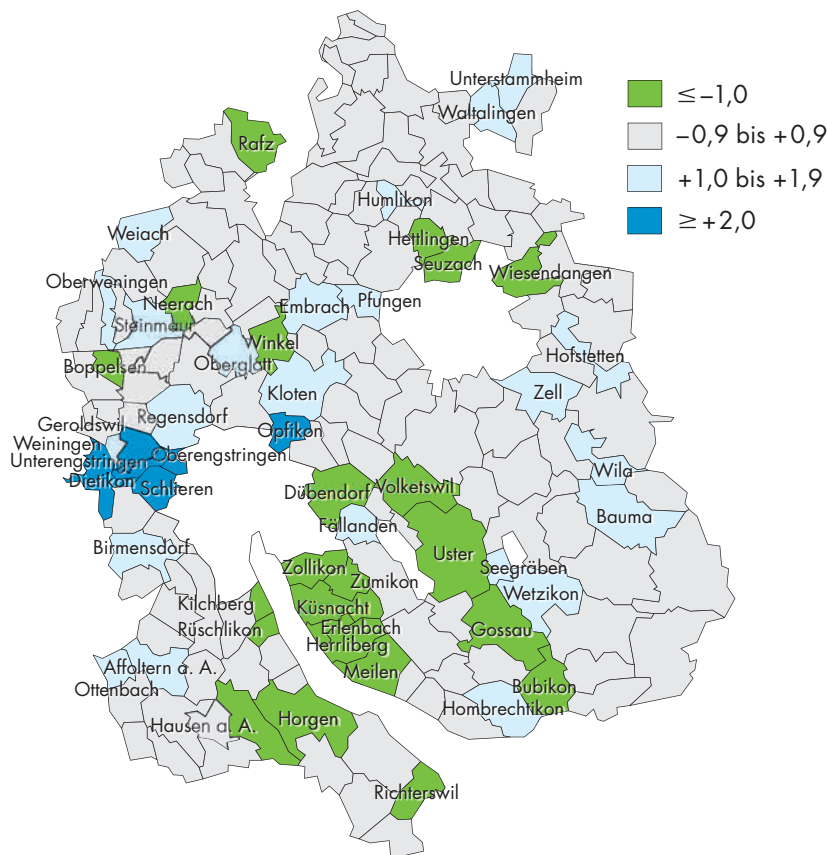 Unterstammheim
Waltalingen
≤ –1,0
–0,9 bis +0,9
+1,0 bis +1,9
≥ +2,0
Rafz
Humlikon
Weiach
Hettlingen
Seuzach
Wiesendangen
Oberweningen
Neerach
Embrach
Pfungen
Steinmaur
Winkel
Hofstetten
Boppelsen
Oberglatt
Kloten
Zell
Geroldswil
Regensdorf
Opfikon
Weiningen
Oberengstringen
Unterengstringen
Dietikon
Schlieren
Wila
Dübendorf
Volketswil
Bauma
Fällanden
Birmensdorf
Uster
Zollikon
Zumikon
Seegräben
Wetzikon
Kilchberg
Küsnacht
Rüschlikon
Erlenbach
Gossau
Herrliberg
Affoltern a. A.
Meilen
Ottenbach
Bubikon
Hombrechtikon
Hausen a. A.
Horgen
Richterswil